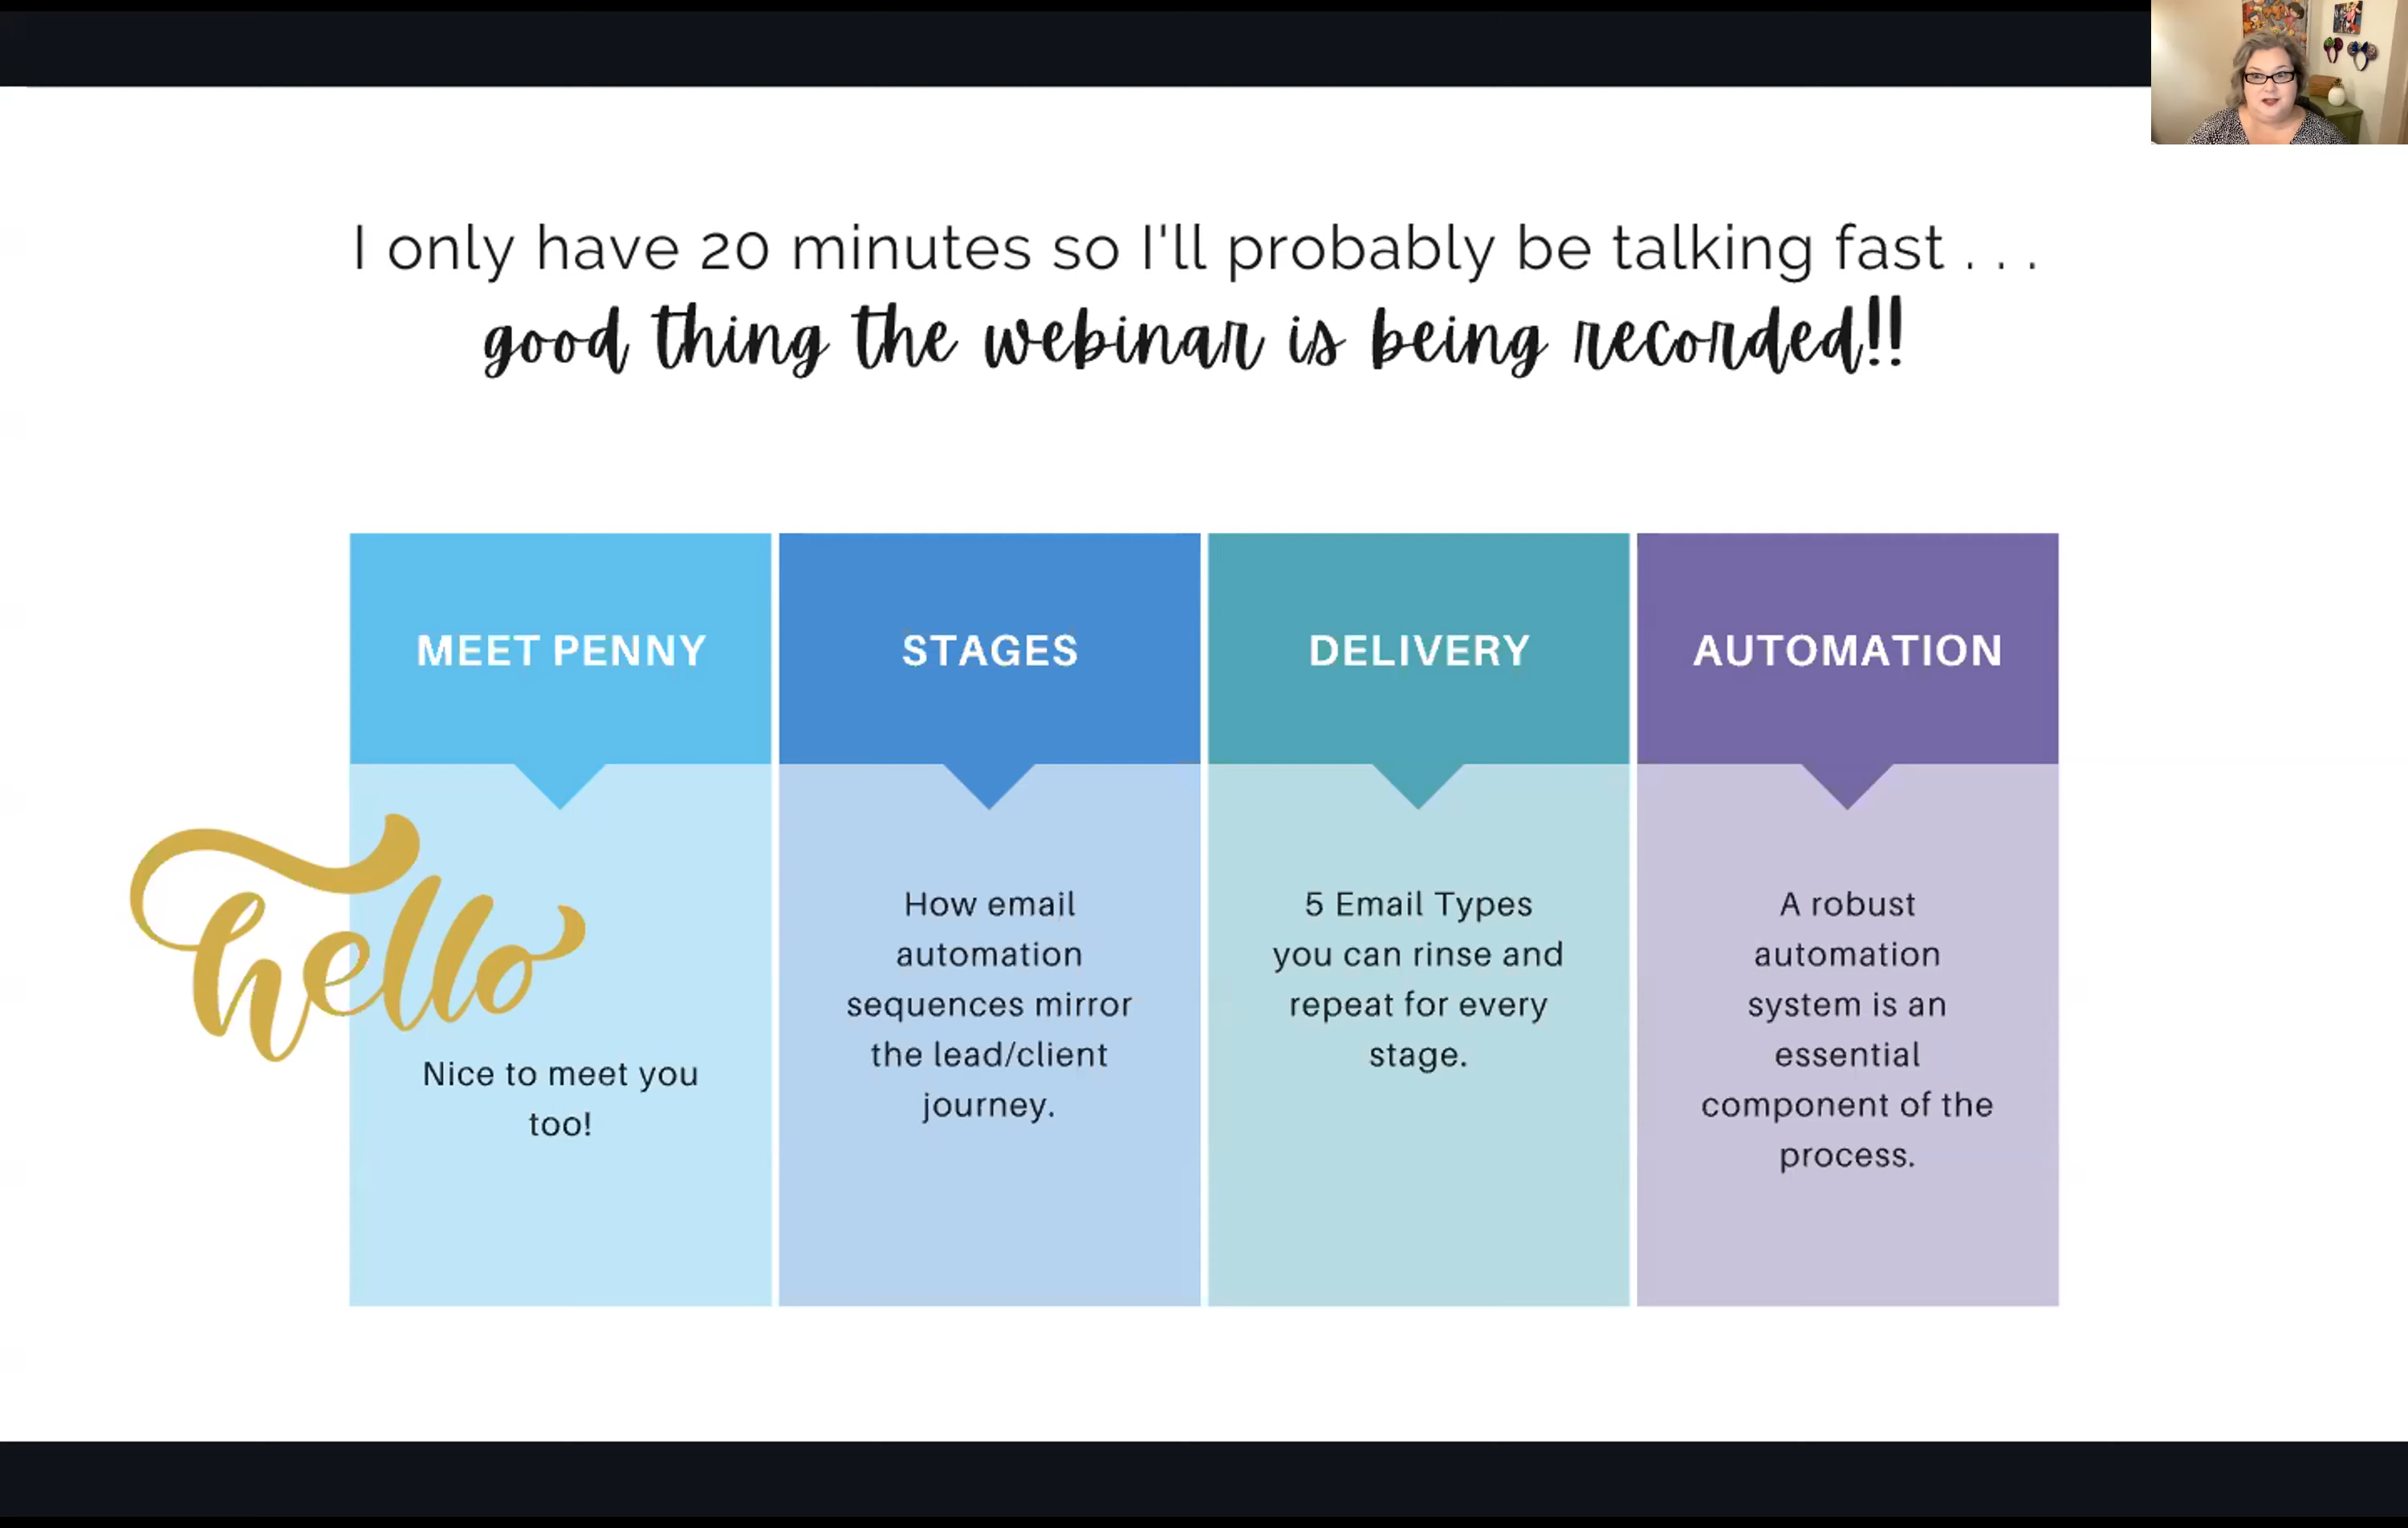 I only have 20 minutes so I'll probably be talking fast . . .
good thing the webinar is being recorded!!
MEET PENNY
hello
Nice to meet you
too!
STAGES
How email
automation
sequences mirror
the lead/client
journey.
DELIVERY
5 Email Types
you can rinse and
repeat for every
stage.
AUTOMATION
A robust
automation
system is an
essential
component of the
process.